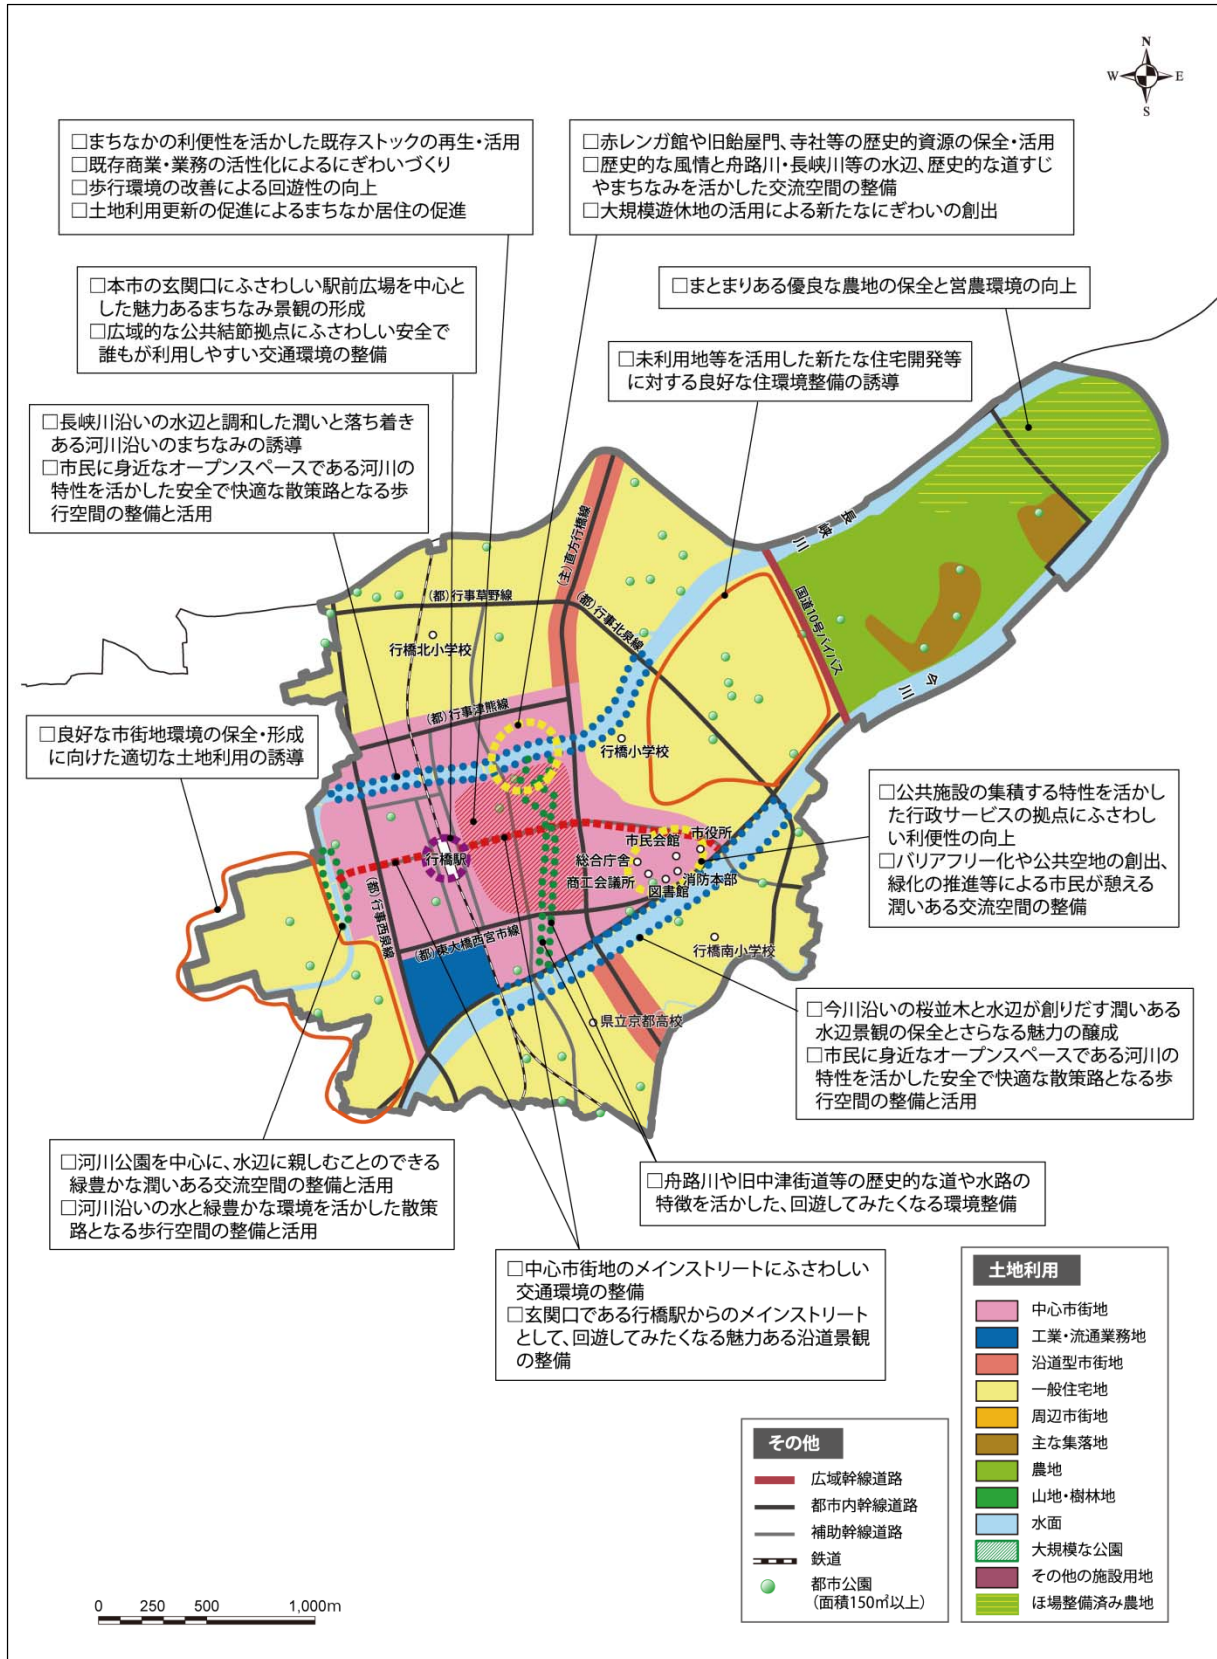 N
W
E
S
□まちなかの利便性を活かした既存ストックの再生・活用
□既存商業・業務の活性化によるにぎわいづくり
□歩行環境の改善による回遊性の向上
□土地利用更新の促進によるまちなか居住の促進
□赤レンガ館や旧飴屋門、寺社等の歴史的資源の保全・活用
□歴史的な風情と舟路川・長峡川等の水辺、歴史的な道すじ
やまちなみを活かした交流空間の整備
□大規模遊休地の活用による新たなにぎわいの創出
□本市の玄関口にふさわしい駅前広場を中心と
した魅力あるまちなみ景観の形成
□広域的な公共結節拠点にふさわしい安全で
誰もが利用しやすい交通環境の整備
□まとまりある優良な農地の保全と営農環境の向上
□未利用地等を活用した新たな住宅開発等
に対する良好な住環境整備の誘導
□長峡川沿いの水辺と調和した潤いと落ち着き
ある河川沿いのまちなみの誘導
□市民に身近なオープンスペースである河川の
特性を活かした安全で快適な散策路となる歩
行空間の整備と活用
長峡川
(主)直方行橋線
(都)行事草野線
(都)行事北泉線
国道10号バイパス
行橋北小学校
今川
(都)行事津熊線
□良好な市街地環境の保全・形成
に向けた適切な土地利用の誘導
行橋小学校
□公共施設の集積する特性を活かし
た行政サービスの拠点にふさわし
い利便性の向上
□バリアフリー化や公共空地の創出、
緑化の推進等による市民が憩える
潤いある交流空間の整備
市役所
市民会館
行橋駅
総合庁舎
商工会議所
消防本部
図書館
(都)行事西泉線
(都)東大橋西宮市線
行橋南小学校
県立京都高校
□今川沿いの桜並木と水辺が創りだす潤いある
水辺景観の保全とさらなる魅力の醸成
□市民に身近なオープンスペースである河川の
特性を活かした安全で快適な散策路となる歩
行空間の整備と活用
□河川公園を中心に、水辺に親しむことのできる
緑豊かな潤いある交流空間の整備と活用
□河川沿いの水と緑豊かな環境を活かした散策
路となる歩行空間の整備と活用
□舟路川や旧中津街道等の歴史的な道や水路の
特徴を活かした、回遊してみたくなる環境整備
□中心市街地のメインストリートにふさわしい
交通環境の整備
□玄関口である行橋駅からのメインストリート
として、回遊してみたくなる魅力ある沿道景観
の整備
土地利用
中心市街地
工業・流通業務地
沿道型市街地
一般住宅地
周辺市街地
主な集落地
農地
山地・樹林地
水面
大規模な公園
その他の施設用地
ほ場整備済み農地
その他
広域幹線道路
都市内幹線道路
補助幹線道路
鉄道
都市公園
(面積150㎡以上)
0 250 500 1,000m